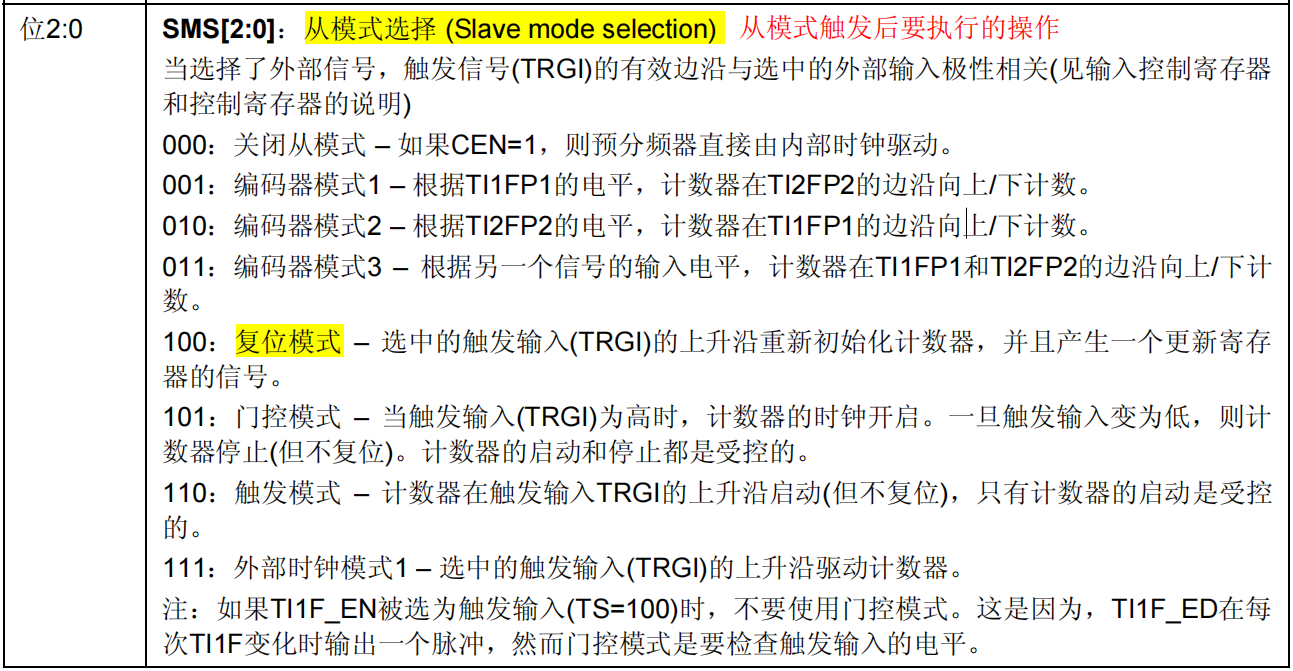 位2:0
SMS[2:0]：从模式选择 (Slave mode selection) 从模式触发后要执行的操作
当选择了外部信号，触发信号(TRGI)的有效边沿与选中的外部输入极性相关(见输入控制寄存器
和控制寄存器的说明)
000：关闭从模式 – 如果CEN=1，则预分频器直接由内部时钟驱动。
001：编码器模式1 – 根据TI1FP1的电平，计数器在TI2FP2的边沿向上/下计数。
010：编码器模式2 – 根据TI2FP2的电平，计数器在TI1FP1的边沿向上/下计数。
011：编码器模式3 – 根据另一个信号的输入电平，计数器在TI1FP1和TI2FP2的边沿向上/下计
数。
100：复位模式 – 选中的触发输入(TRGI)的上升沿重新初始化计数器，并且产生一个更新寄存
器的信号。
101：门控模式 – 当触发输入(TRGI)为高时，计数器的时钟开启。一旦触发输入变为低，则计
数器停止(但不复位)。计数器的启动和停止都是受控的。
110：触发模式 – 计数器在触发输入TRGI的上升沿启动(但不复位)，只有计数器的启动是受控
的。
111：外部时钟模式1 – 选中的触发输入(TRGI)的上升沿驱动计数器。
注：如果TI1F_EN被选为触发输入(TS=100)时，不要使用门控模式。这是因为，TI1F_ED在每
次TI1F变化时输出一个脉冲，然而门控模式是要检查触发输入的电平。